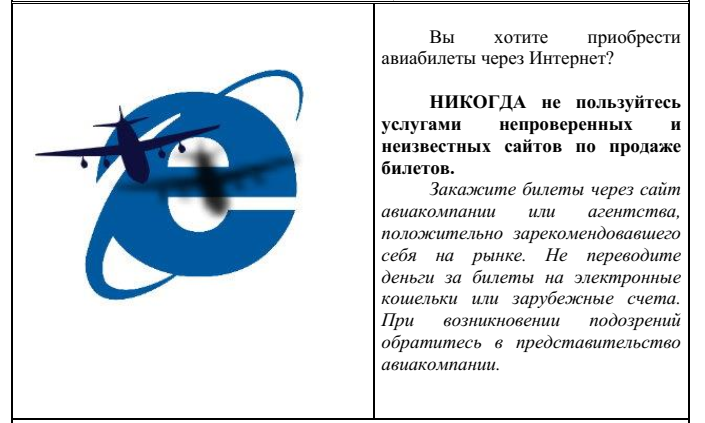 Вы хотите приобрести
авиабилеты через Интернет?
НИКОГДА не пользуйтесь
услугами непроверенных и
неизвестных сайтов по продаже
билетов.
Закажите билеты через сайт
авиакомпании или агентства,
положительно зарекомендовавшего
себя на рынке. Не переводите
деньги за билеты на электронные
кошельки или зарубежные счета.
При возникновении подозрений
обратитесь в представительство
авиакомпании.